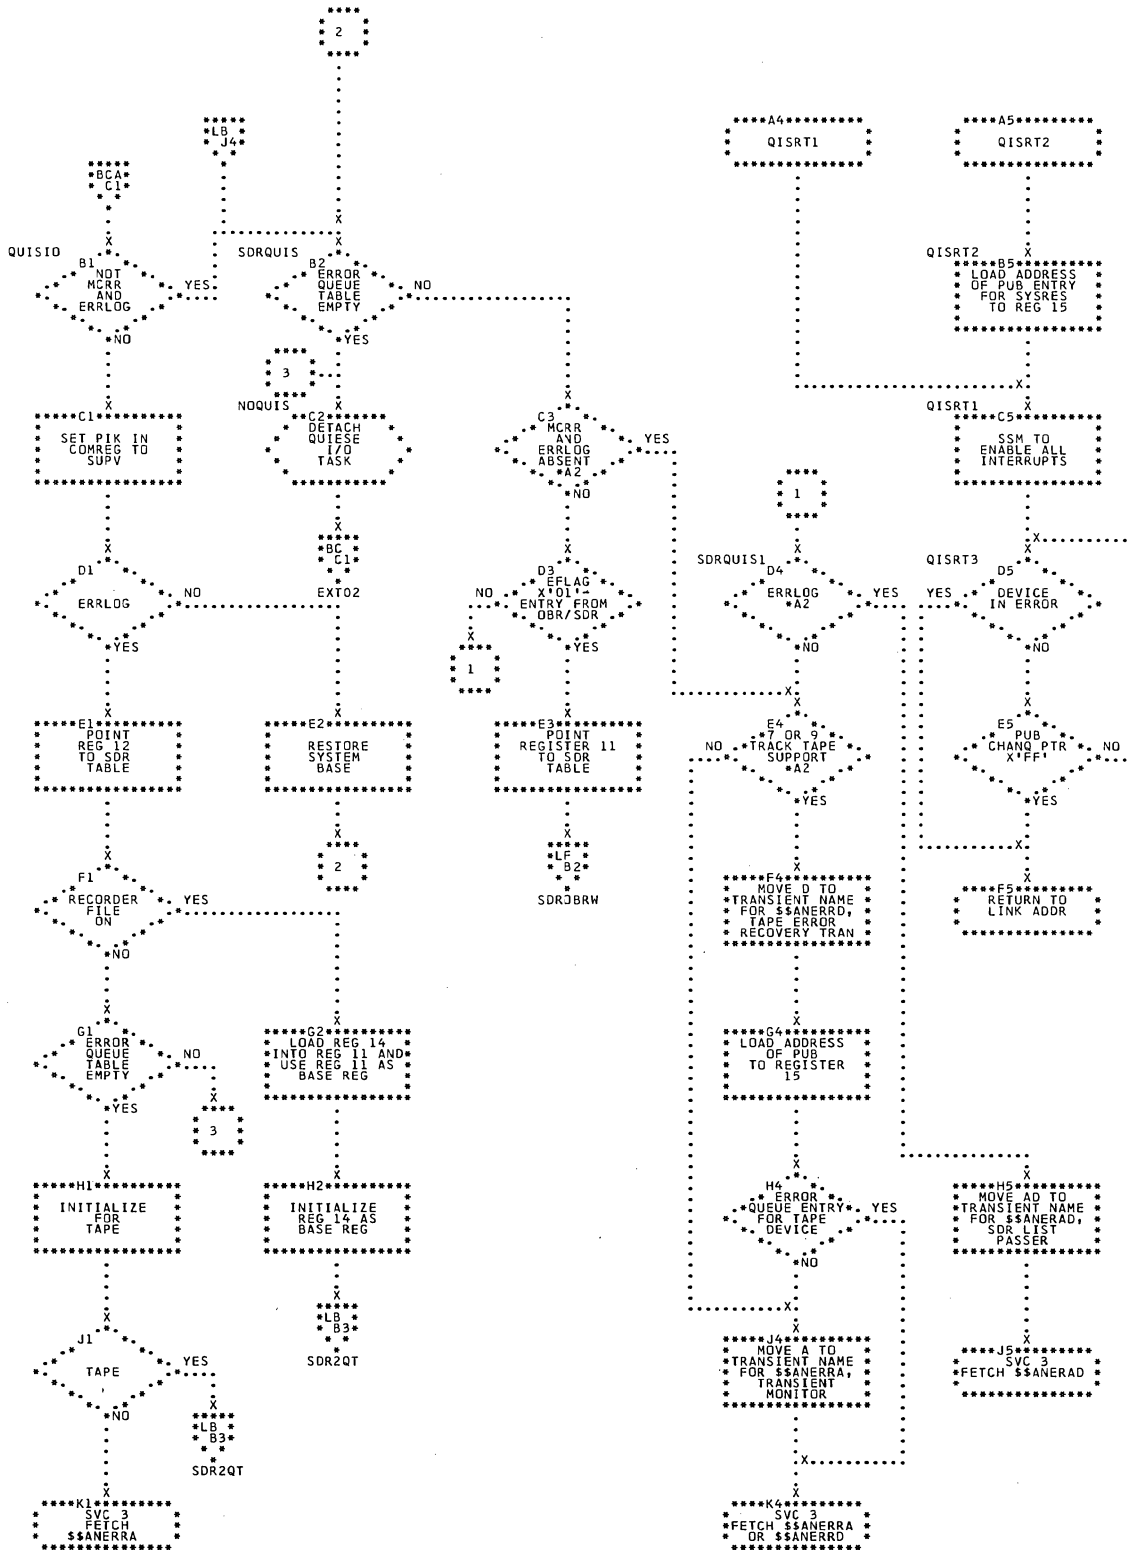 2
LB
J4
BCA
C1
A4
QISRT1
A5
QISRT2
QUISIO
B1
NOT
MCRR
AND
ERRLOG
YES
NO
SDRQUIS
B2
ERROR
QUEUE
TABLE
EMPTY
NO
YES
QISRT2
B5
LOAD ADDRESS
OF PUB ENTRY
FOR SYSRES
TO REG 15
3
C1
SET PIK IN
COMREG TO
SUPV
NOQUIS
C2
DETACH
QUIESE
I/O
TASK
C3
MCRR
AND
ERRLOG
ABSENT
*A2
YES
NO
QISRT1
C5
SSM TO
ENABLE ALL
INTERRUPTS
1
BC
C1
EXT02
D1
ERRLOG
NO
YES
D3
EFLAG
X'01'¬
ENTRY FROM
OBR/SDR
NO
YES
1
SDRQUIS1
D4
ERRLOG
*A2
YES
NO
QISRT3
D5
DEVICE
IN ERROR
YES
NO
E1
POINT
REG 12
TO SDR
TABLE
E2
RESTORE
SYSTEM
BASE
E3
POINT
REGISTER 11
TO SDR
TABLE
E4
7 OR 9
TRACK TAPE
SUPPORT
*A2
NO
YES
E5
PUB
CHANQ PTR
X'FF'
NO
YES
2
LF
B2
SDROBRW
F1
RECORDER
FILE
ON
YES
NO
F4
MOVE D TO
TRANSIENT NAME
FOR $$ANERRD,
TAPE ERROR
RECOVERY TRAN
F5
RETURN TO
LINK ADDR
G1
ERROR
QUEUE
TABLE
EMPTY
NO
YES
3
G2
LOAD REG 14
INTO REG 11 AND
USE REG 11 AS
BASE REG
G4
LOAD ADDRESS
OF PUB
TO REGISTER
15
H1
INITIALIZE
FOR
TAPE
H2
INITIALIZE
REG 14 AS
BASE REG
H4
ERROR
QUEUE ENTRY
FOR TAPE
DEVICE
YES
NO
H5
MOVE AD TO
TRANSIENT NAME
FOR $$ANERAD,
SDR LIST
PASSER
LB
B3
SDR2QT
J1
TAPE
YES
NO
LB
B3
SDR2QT
J4
MOVE A TO
TRANSIENT NAME
FOR $$ANERRA,
TRANSIENT
MONITOR
J5
SVC 3
FETCH $$ANERAD
K1
SVC 3
FETCH
$$ANERRA
K4
SVC 3
FETCH $$ANERRA
OR $$ANERRD